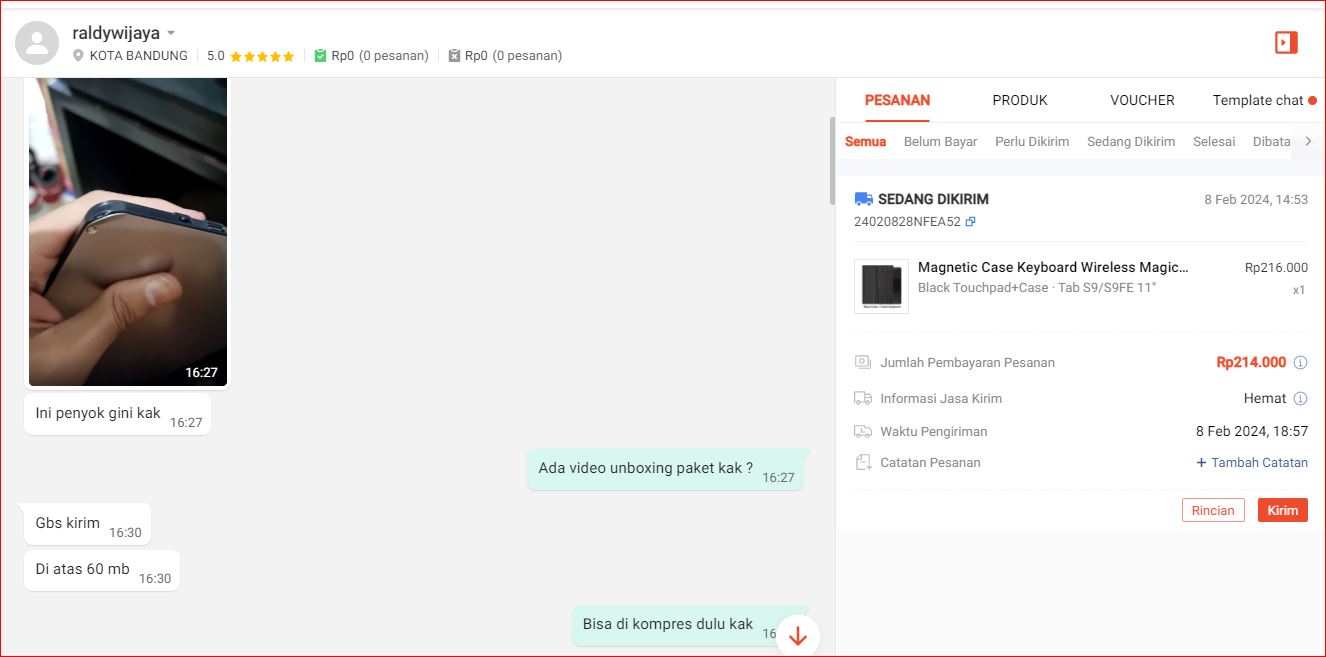 raldywijaya
KOTA BANDUNG 5.0 Rp0 (0 pesanan) Rp0 (0 pesanan)
16:27
Ini penyok gini kak 16:27
Ada video unboxing paket kak ? 16:27
Gbs kirim 16:30
Di atas 60 mb 16:30
Bisa di kompres dulu kak 16
PESANAN PRODUK VOUCHER Template chat
Semua Belum Bayar Perlu Dikirim Sedang Dikirim Selesai Dibata
SEDANG DIKIRIM 8 Feb 2024, 14:53
24020828NFEA52
Magnetic Case Keyboard Wireless Magic... Rp216.000
Black Touchpad+Case · Tab S9/S9FE 11" x1
Jumlah Pembayaran Pesanan Rp214.000
Informasi Jasa Kirim Hemat
Waktu Pengiriman 8 Feb 2024, 18:57
Catatan Pesanan + Tambah Catatan
Rincian Kirim